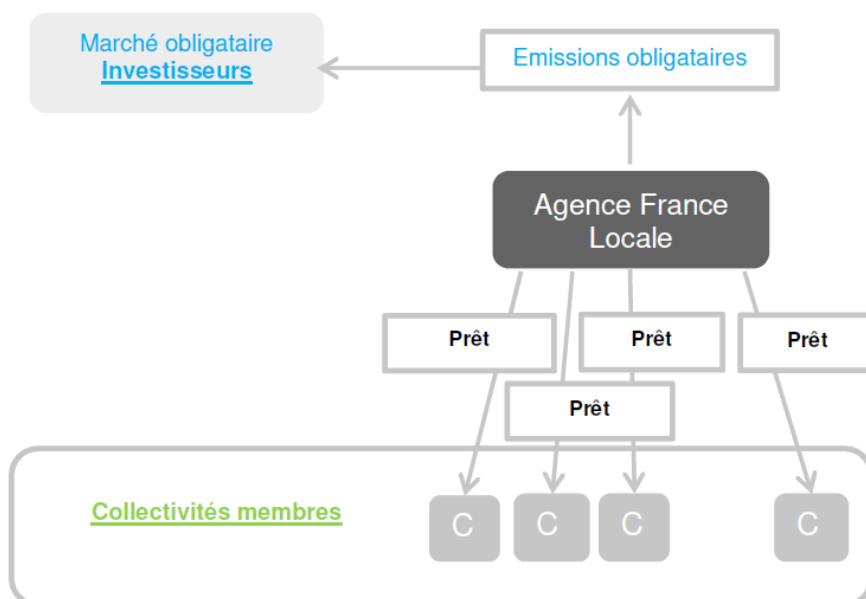 Marché obligataire
Investisseurs
Emissions obligataires
Agence France
Locale
Prêt
Prêt
Prêt
Prêt
Collectivités membres
C
C
C
C